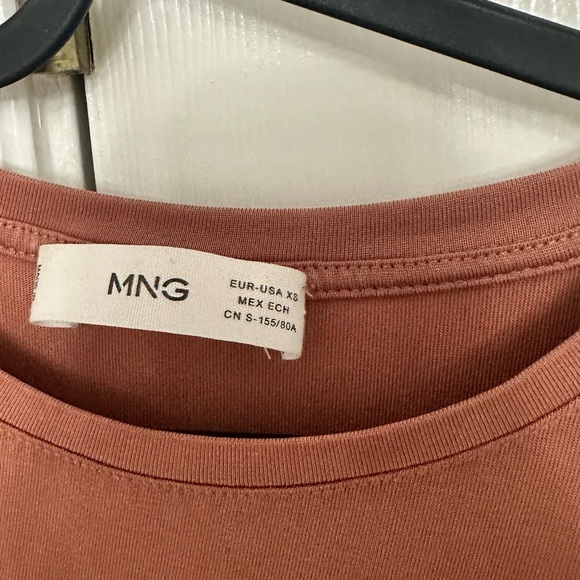 MNG
EUR-USA XS
MEX ECH
CN S-155/80A